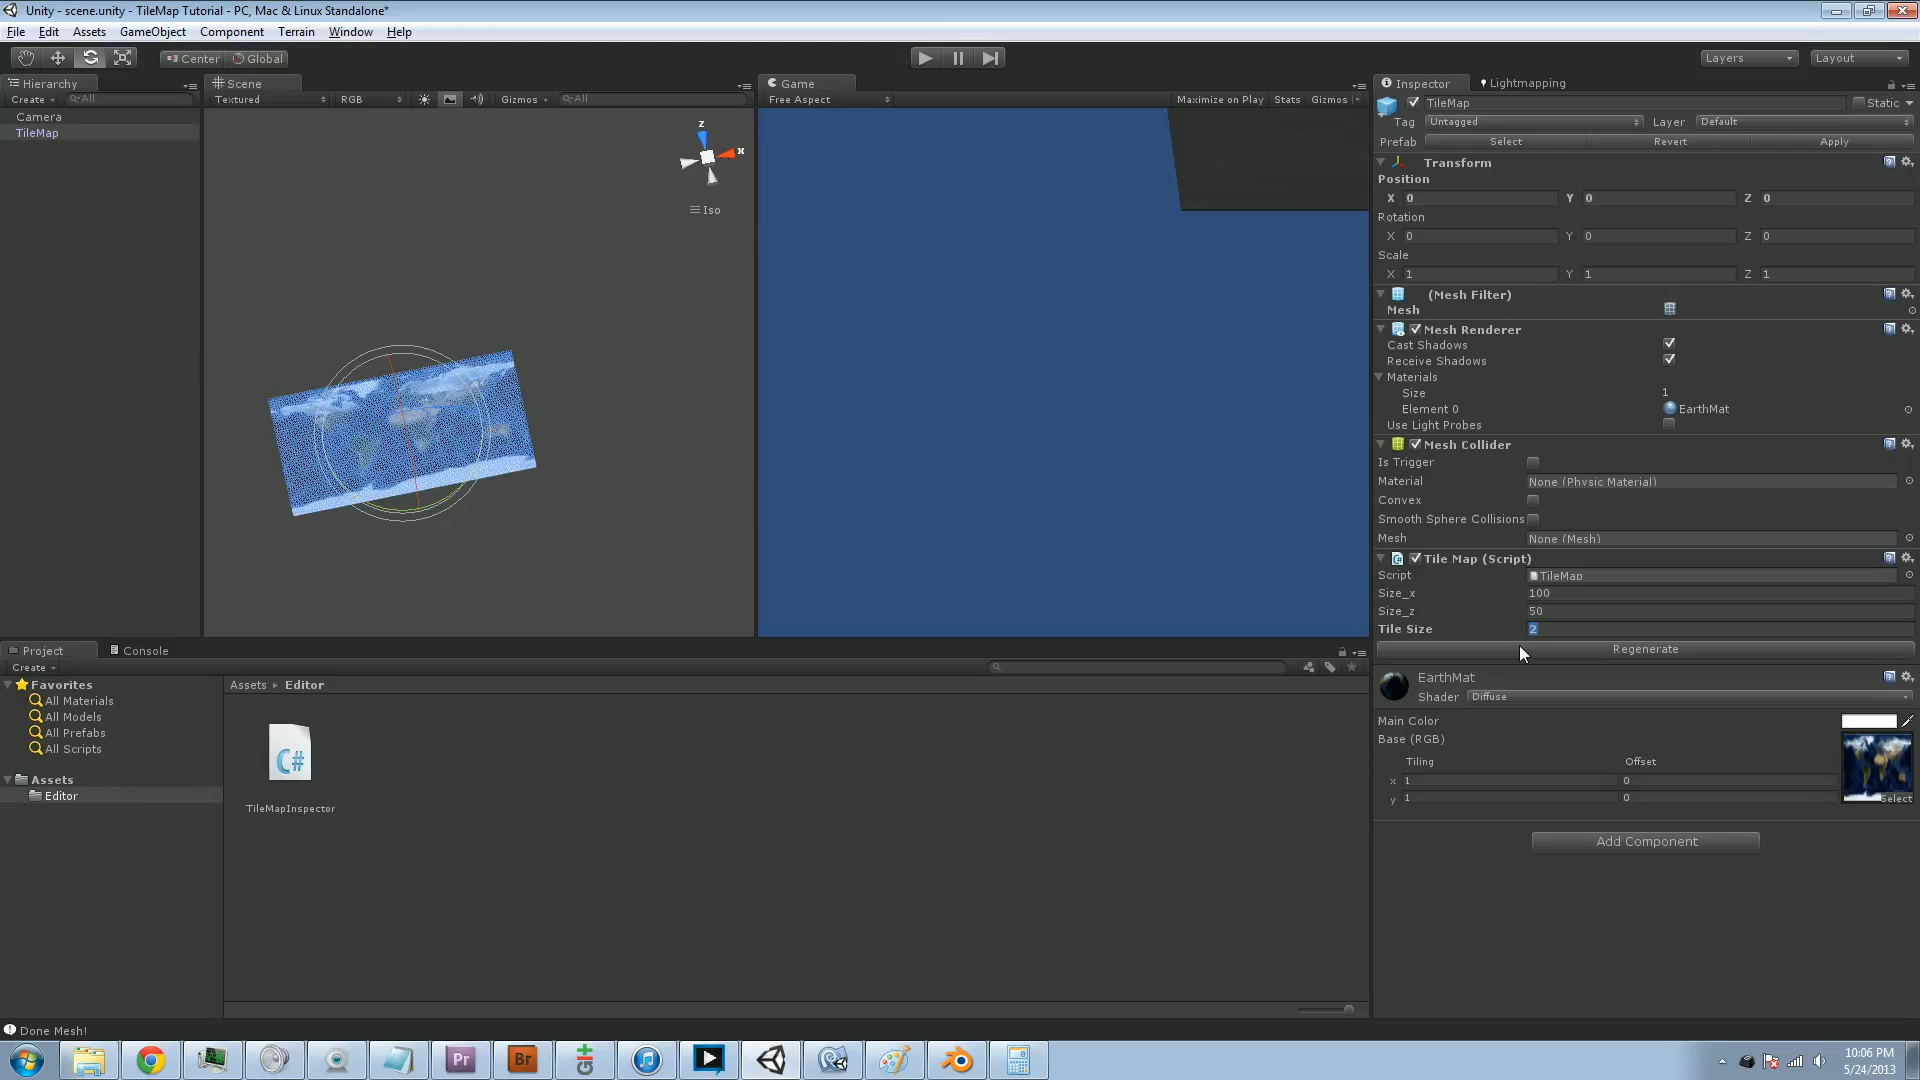 Unity - scene.unity - TileMap Tutorial - PC, Mac & Linux Standalone*
File Edit Assets GameObject Component Terrain Window Help
Center Global
Layers Layout
Hierarchy
Create All
Camera
TileMap
Scene
Textured RGB Gizmos All
z
x
Iso
Game
Free Aspect Maximize on Play Stats Gizmos
Inspector Lightmapping
TileMap Static
Tag Untagged Layer Default
Prefab Select Revert Apply
Transform
Position
X 0 Y 0 Z 0
Rotation
X 0 Y 0 Z 0
Scale
X 1 Y 1 Z 1
(Mesh Filter)
Mesh
Mesh Renderer
Cast Shadows
Receive Shadows
Materials
Size 1
Element 0 EarthMat
Use Light Probes
Mesh Collider
Is Trigger
Material None (Physic Material)
Convex
Smooth Sphere Collisions
Mesh None (Mesh)
Tile Map (Script)
Script TileMap
Size_x 100
Size_z 50
Tile Size 2
Regenerate
EarthMat
Shader Diffuse
Main Color
Base (RGB)
Tiling Offset
x 1 0
y 1 0
Select
Add Component
Project Console
Create
Favorites
All Materials
All Models
All Prefabs
All Scripts
Assets
Editor
Assets ▸ Editor
C#
TileMapInspector
Done Mesh!
Pr
Br
10:06 PM
5/24/2013